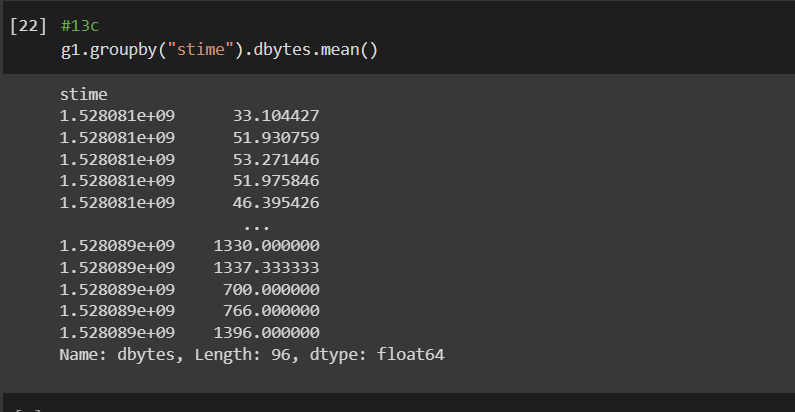 [22] #13c
g1.groupby("stime").dbytes.mean()
stime
1.528081e+09 33.104427
1.528081e+09 51.930759
1.528081e+09 53.271446
1.528081e+09 51.975846
1.528081e+09 46.395426
...
1.528089e+09 1330.000000
1.528089e+09 1337.333333
1.528089e+09 700.000000
1.528089e+09 766.000000
1.528089e+09 1396.000000
Name: dbytes, Length: 96, dtype: float64